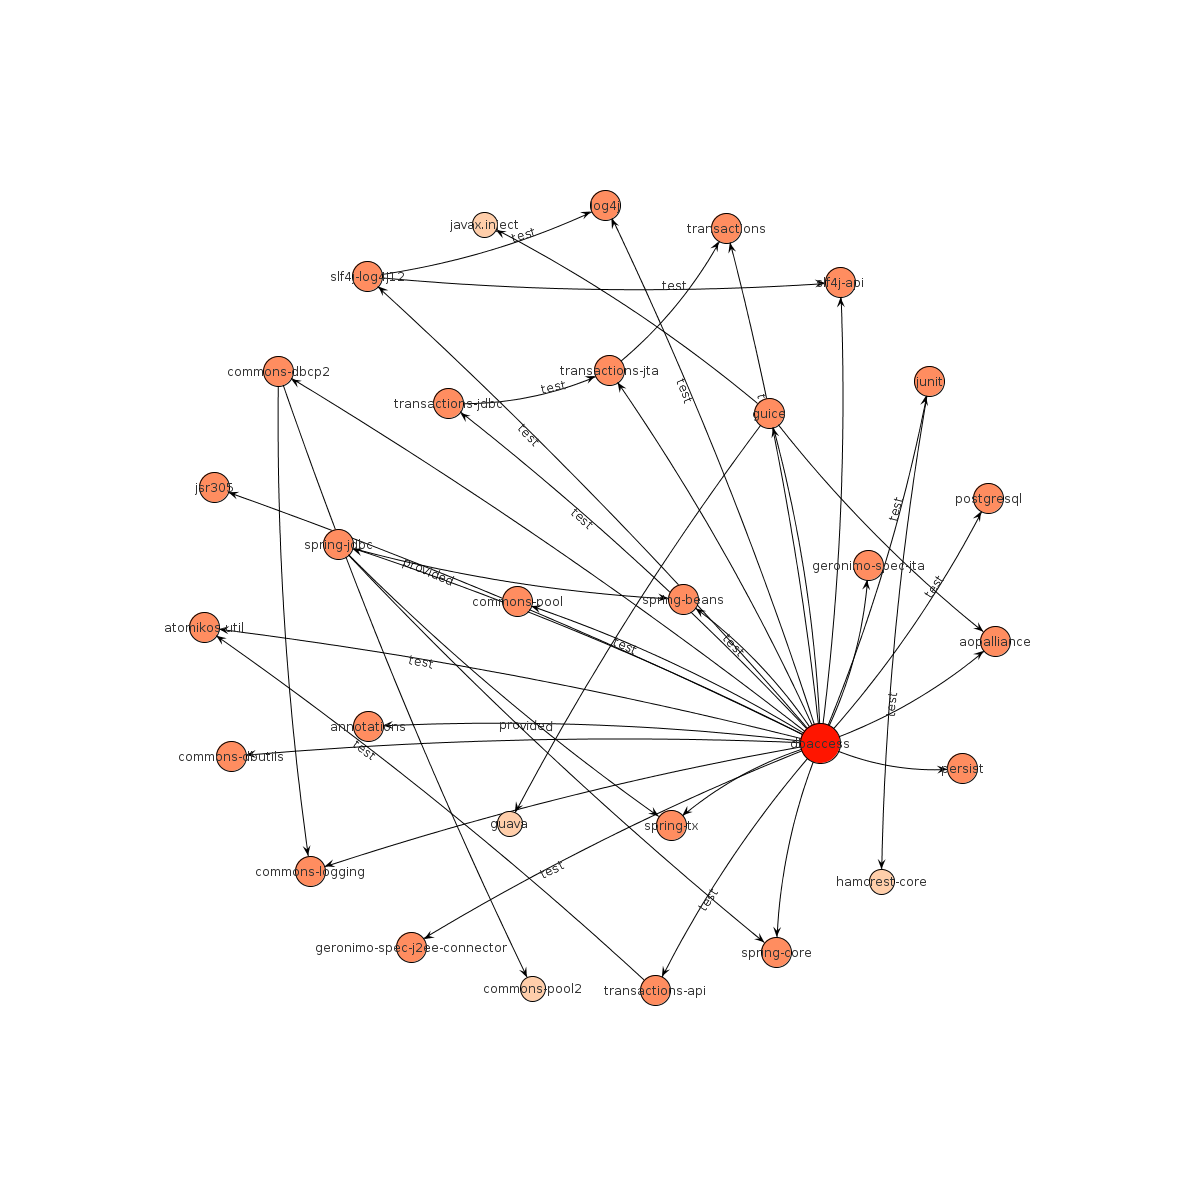 log4j
javax.inject
test
transactions
slf4j-log4j12
slf4j-api
test
commons-dbcp2
transactions-jta
junit
test
test
transactions-jdbc
guice
test
jsr305
postgresql
test
test
spring-jdbc
provided
geronimo-spec-jta
test
commons-pool
spring-beans
atomikos-util
test
test
aopalliance
test
test
annotations
provided
dbaccess
test
commons-dbutils
persist
guava
spring-tx
commons-logging
test
hamcrest-core
test
geronimo-spec-j2ee-connector
spring-core
commons-pool2
transactions-api